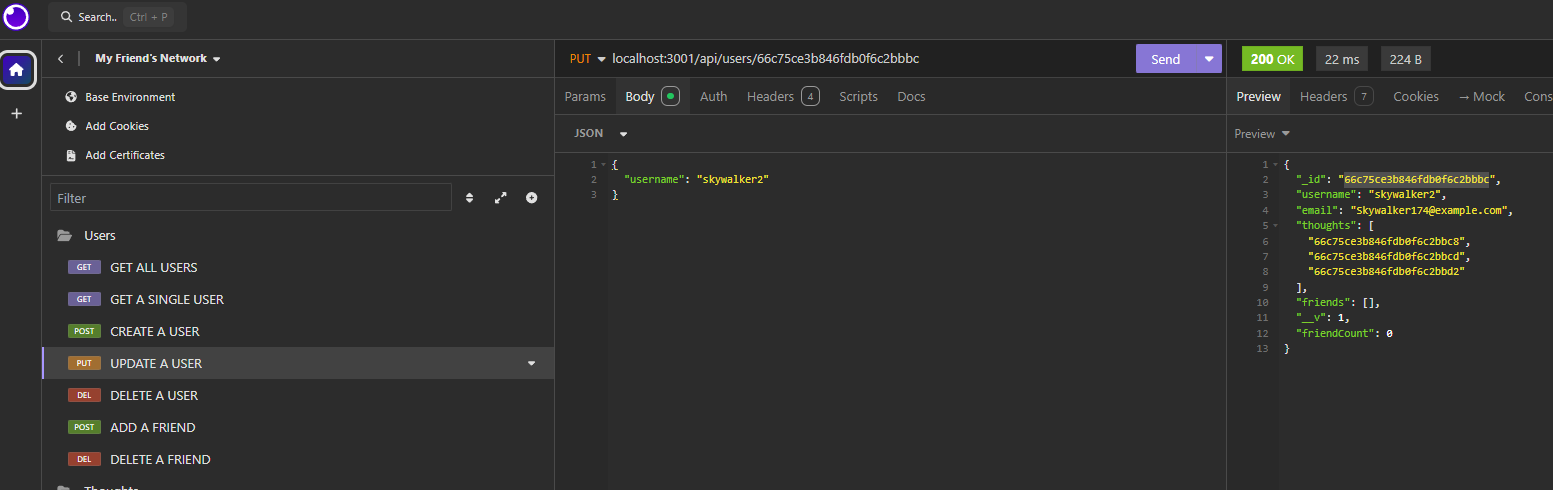 Search.. Ctrl + P
My Friend's Network
Base Environment
Add Cookies
Add Certificates
Filter
Users
GET GET ALL USERS
GET GET A SINGLE USER
POST CREATE A USER
PUT UPDATE A USER
DEL DELETE A USER
POST ADD A FRIEND
DEL DELETE A FRIEND
Thoughts
PUT localhost:3001/api/users/66c75ce3b846fdb0f6c2bbbc Send
Params Body Auth Headers 4 Scripts Docs
JSON
1 {
2 "username": "skywalker2"
3 }
200 OK 22 ms 224 B
Preview Headers 7 Cookies → Mock Cons
Preview
1 {
2 "_id": "66c75ce3b846fdb0f6c2bbbc",
3 "username": "skywalker2",
4 "email": "Skywalker174@example.com",
5 "thoughts": [
6 "66c75ce3b846fdb0f6c2bbc8",
7 "66c75ce3b846fdb0f6c2bbcd",
8 "66c75ce3b846fdb0f6c2bbd2"
9 ],
10 "friends": [],
11 "__v": 1,
12 "friendCount": 0
13 }